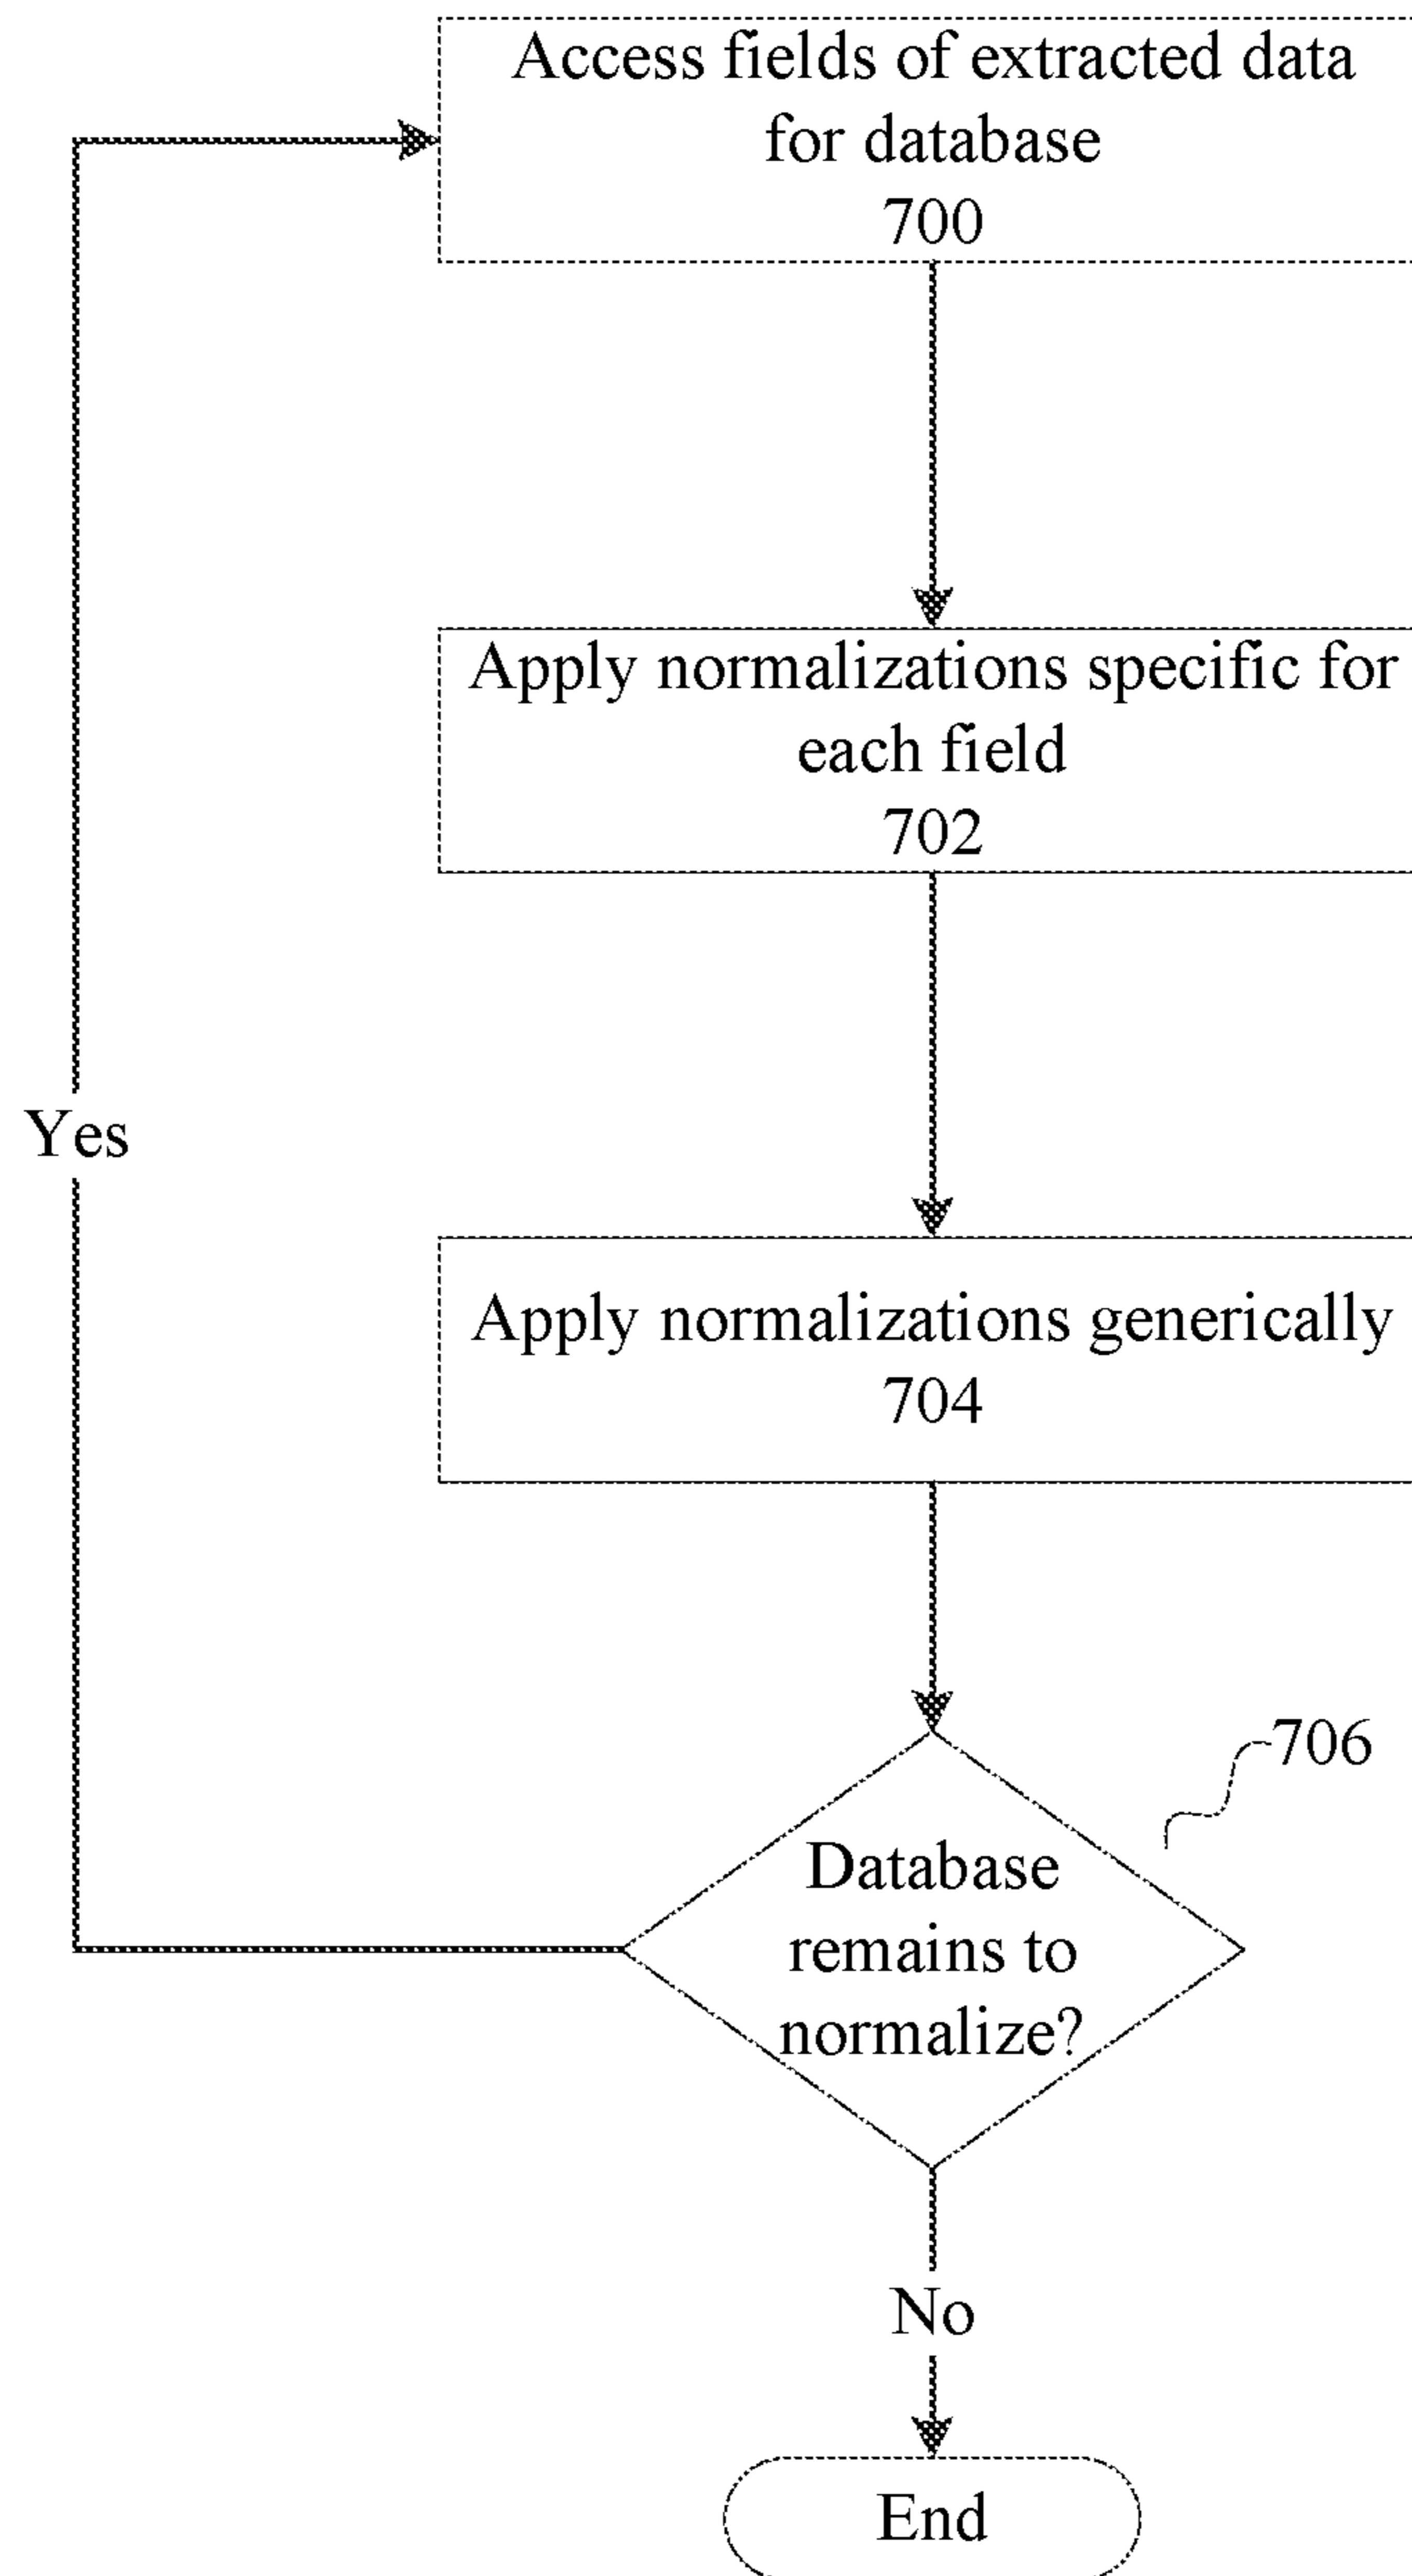 Access fields of extracted data
for database
700
Apply normalizations specific for
each field
702
Yes
Apply normalizations generically
704
706
Database
remains to
normalize?
No
End